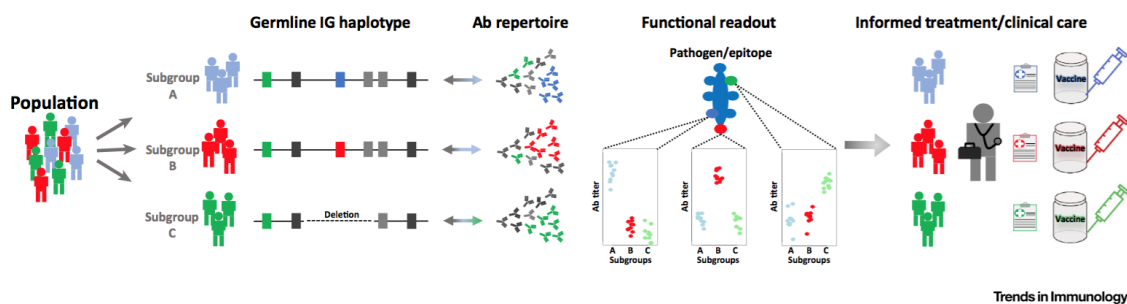 Germline IG haplotype
Ab repertoire
Functional readout
Informed treatment/clinical care
Population
Subgroup
A
Subgroup
B
Subgroup
C
Deletion
Pathogen/epitope
Ab titer
A B C
Subgroups
Ab titer
A B C
Subgroups
Ab titer
A B C
Subgroups
Vaccine
Vaccine
Vaccine
Trends in Immunology